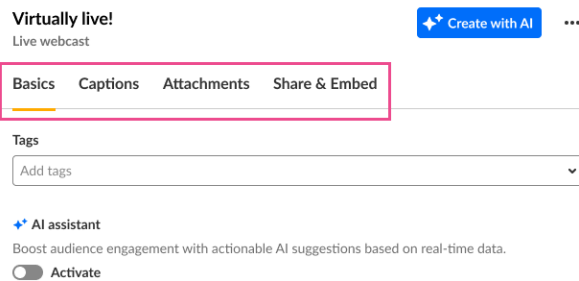 Virtually live!
Create with AI
Live webcast
Basics Captions Attachments Share & Embed
Tags
Add tags
AI assistant
Boost audience engagement with actionable AI suggestions based on real-time data.
Activate